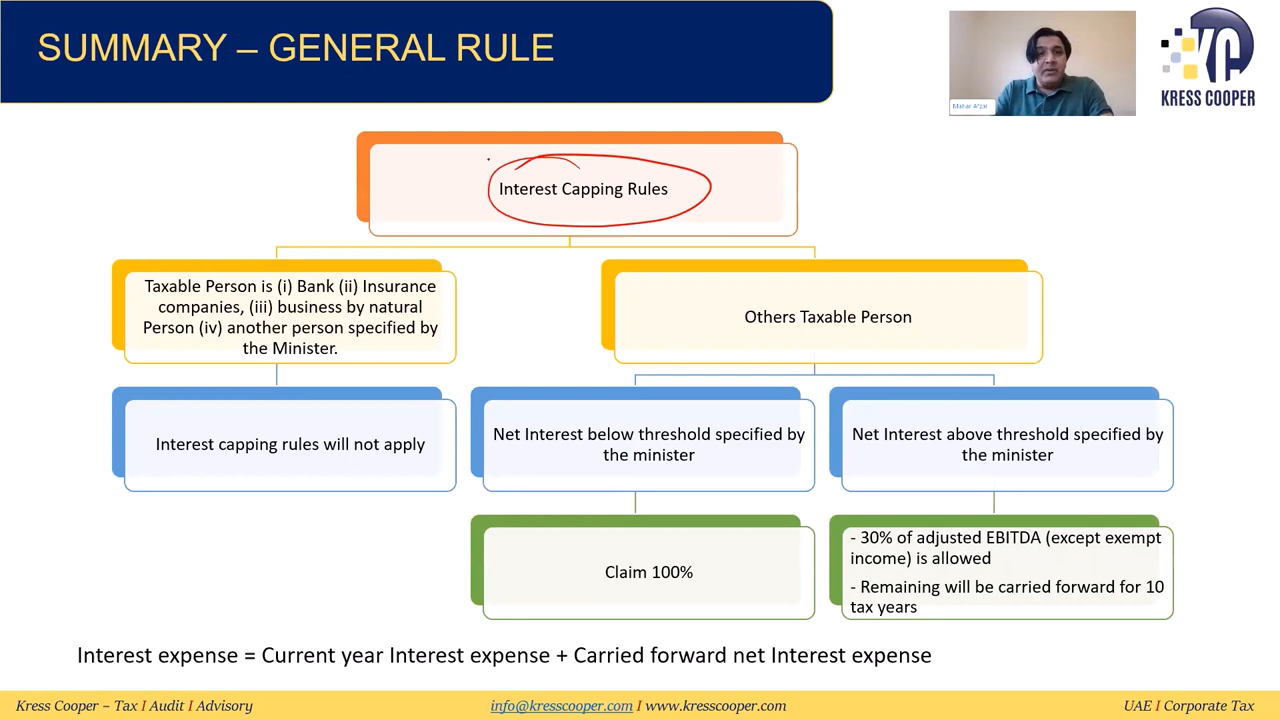 SUMMARY – GENERAL RULE
Mahar Afzal
KC
KRESS COOPER
Interest Capping Rules
Taxable Person is (i) Bank (ii) Insurance
companies, (iii) business by natural
Person (iv) another person specified by
the Minister.
Others Taxable Person
Interest capping rules will not apply
Net Interest below threshold specified by
the minister
Net Interest above threshold specified by
the minister
Claim 100%
- 30% of adjusted EBITDA (except exempt
income) is allowed
- Remaining will be carried forward for 10
tax years
Interest expense = Current year Interest expense + Carried forward net Interest expense
Kress Cooper – Tax I Audit I Advisory
info@kresscooper.com I www.kresscooper.com
UAE I Corporate Tax